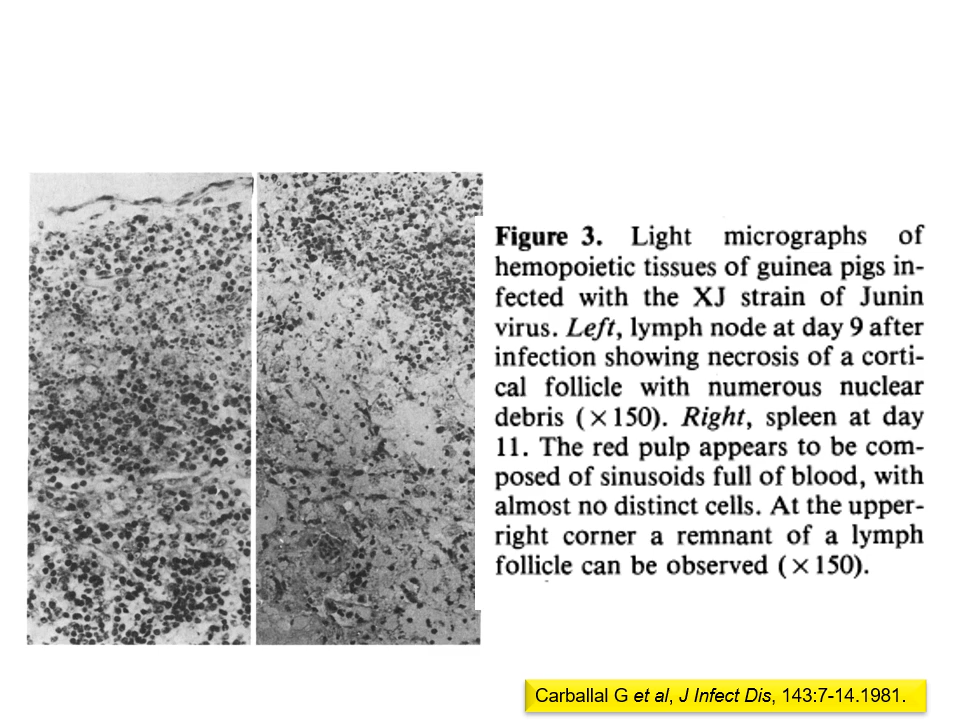 Figure 3. Light micrographs of
hemopoietic tissues of guinea pigs in-
fected with the XJ strain of Junin
virus. Left, lymph node at day 9 after
infection showing necrosis of a corti-
cal follicle with numerous nuclear
debris (×150). Right, spleen at day
11. The red pulp appears to be com-
posed of sinusoids full of blood, with
almost no distinct cells. At the upper-
right corner a remnant of a lymph
follicle can be observed (×150).
Carballal G et al, J Infect Dis, 143:7-14.1981.